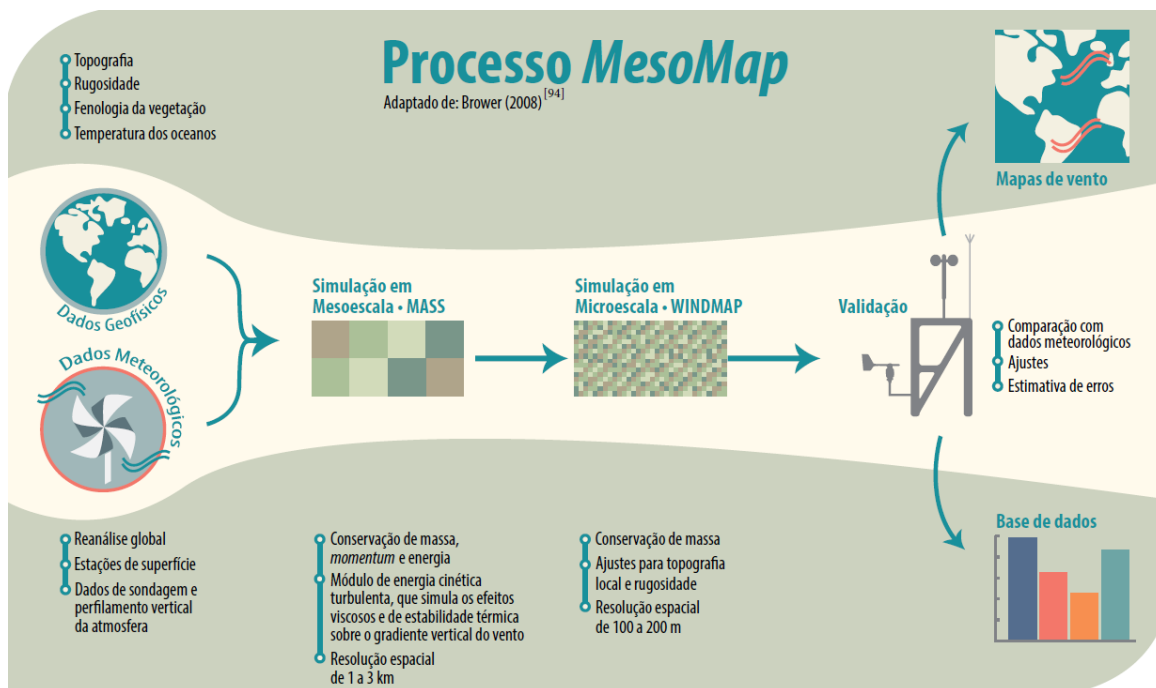 Processo MesoMap
Adaptado de: Brower (2008) [94]
Topografia
Rugosidade
Fenologia da vegetação
Temperatura dos oceanos
Dados Geofísicos
Dados Meteorológicos
Reanálise global
Estações de superfície
Dados de sondagem e
perfilamento vertical
da atmosfera
Simulação em
Mesoescala • MASS
Conservação de massa,
momentum e energia
Módulo de energia cinética
turbulenta, que simula os efeitos
viscosos e de estabilidade térmica
sobre o gradiente vertical do vento
Resolução espacial
de 1 a 3 km
Simulação em
Microescala • WINDMAP
Conservação de massa
Ajustes para topografia
local e rugosidade
Resolução espacial
de 100 a 200 m
Validação
Comparação com
dados meteorológicos
Ajustes
Estimativa de erros
Mapas de vento
Base de dados